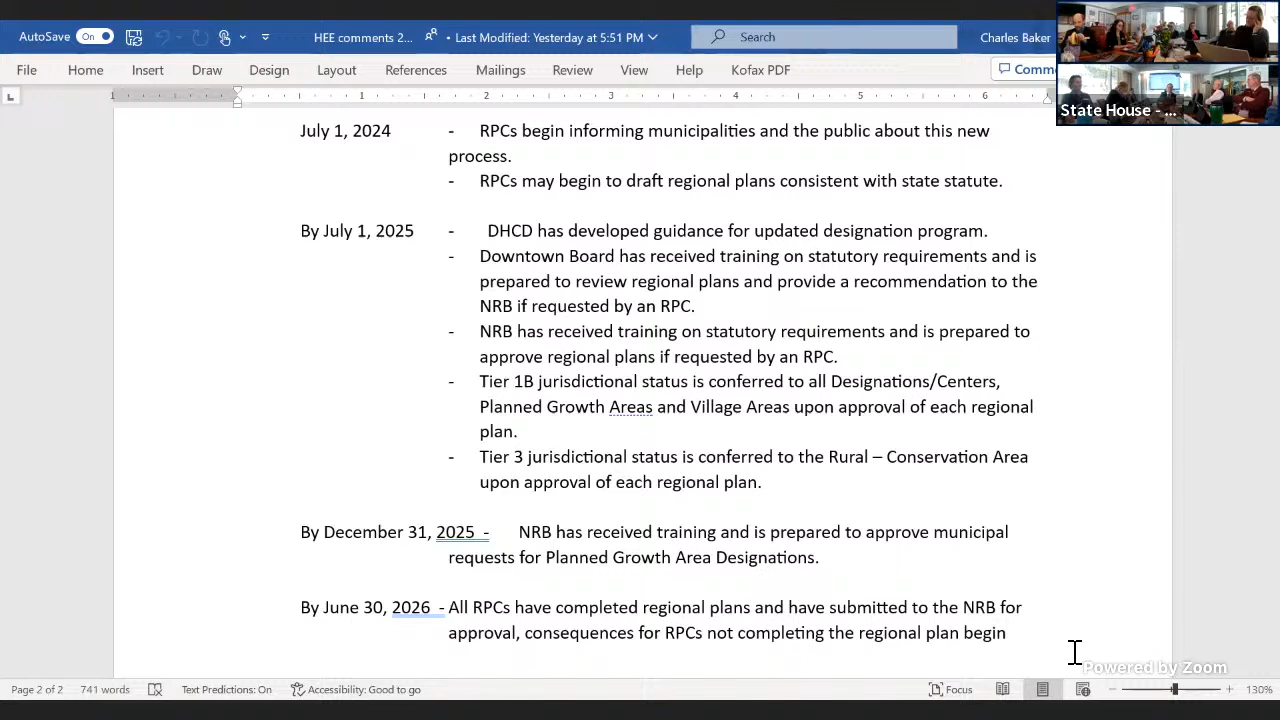 AutoSave On HEE comments 2... • Last Modified: Yesterday at 5:51 PM Search Charles Baker
File Home Insert Draw Design Layout References Mailings Review View Help Kofax PDF Comme
State House - ...
1 1 2 3 4 5 6
July 1, 2024 - RPCs begin informing municipalities and the public about this new
process.
- RPCs may begin to draft regional plans consistent with state statute.
By July 1, 2025 - DHCD has developed guidance for updated designation program.
- Downtown Board has received training on statutory requirements and is
prepared to review regional plans and provide a recommendation to the
NRB if requested by an RPC.
- NRB has received training on statutory requirements and is prepared to
approve regional plans if requested by an RPC.
- Tier 1B jurisdictional status is conferred to all Designations/Centers,
Planned Growth Areas and Village Areas upon approval of each regional
plan.
- Tier 3 jurisdictional status is conferred to the Rural – Conservation Area
upon approval of each regional plan.
By December 31, 2025 - NRB has received training and is prepared to approve municipal
requests for Planned Growth Area Designations.
By June 30, 2026 - All RPCs have completed regional plans and have submitted to the NRB for
approval, consequences for RPCs not completing the regional plan begin
Powered by Zoom
Page 2 of 2 741 words Text Predictions: On Accessibility: Good to go Focus 130%